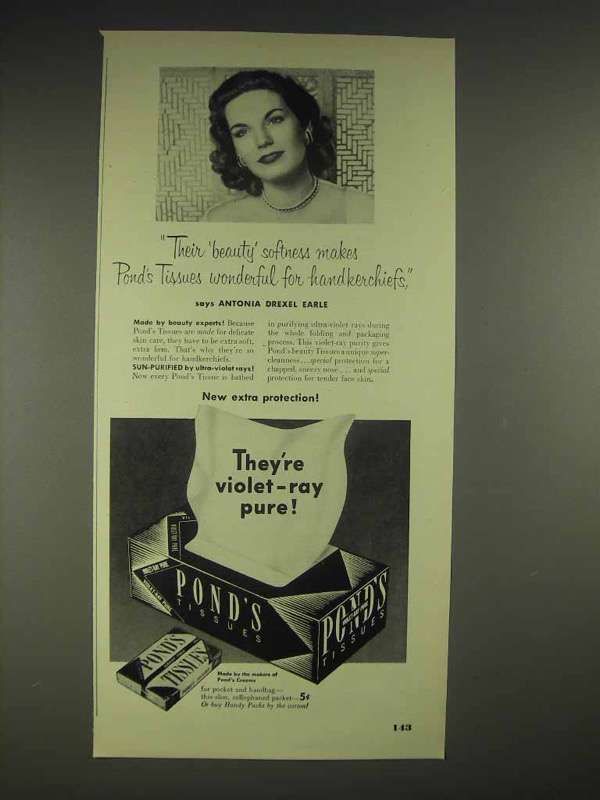 "Their 'beauty' softness makes
Pond's Tissues wonderful for handkerchiefs,"
says ANTONIA DREXEL EARLE
Made by beauty experts! Because
Pond's Tissues are made for delicate
skin care, they have to be extra soft,
extra firm. That's why they're so
wonderful for handkerchiefs.
SUN-PURIFIED by ultra-violet rays!
Now every Pond's Tissue is bathed
in purifying ultra-violet rays during
the whole folding and packaging
process. This violet-ray purity gives
Pond's beauty Tissues a unique super-
cleanness... special protection for a
chapped, sneezy nose... and special
protection for tender face skin.
New extra protection!
They're
violet-ray
pure!
VIOLET-RAY PURE
POND'S
TISSUES
POND'S
TISSUES
POND'S
TISSUES
Made by the makers of
Pond's Creams
for pocket and handbag—
this slim, cellophaned packet—5¢
Or buy Handy Packs by the carton!
143